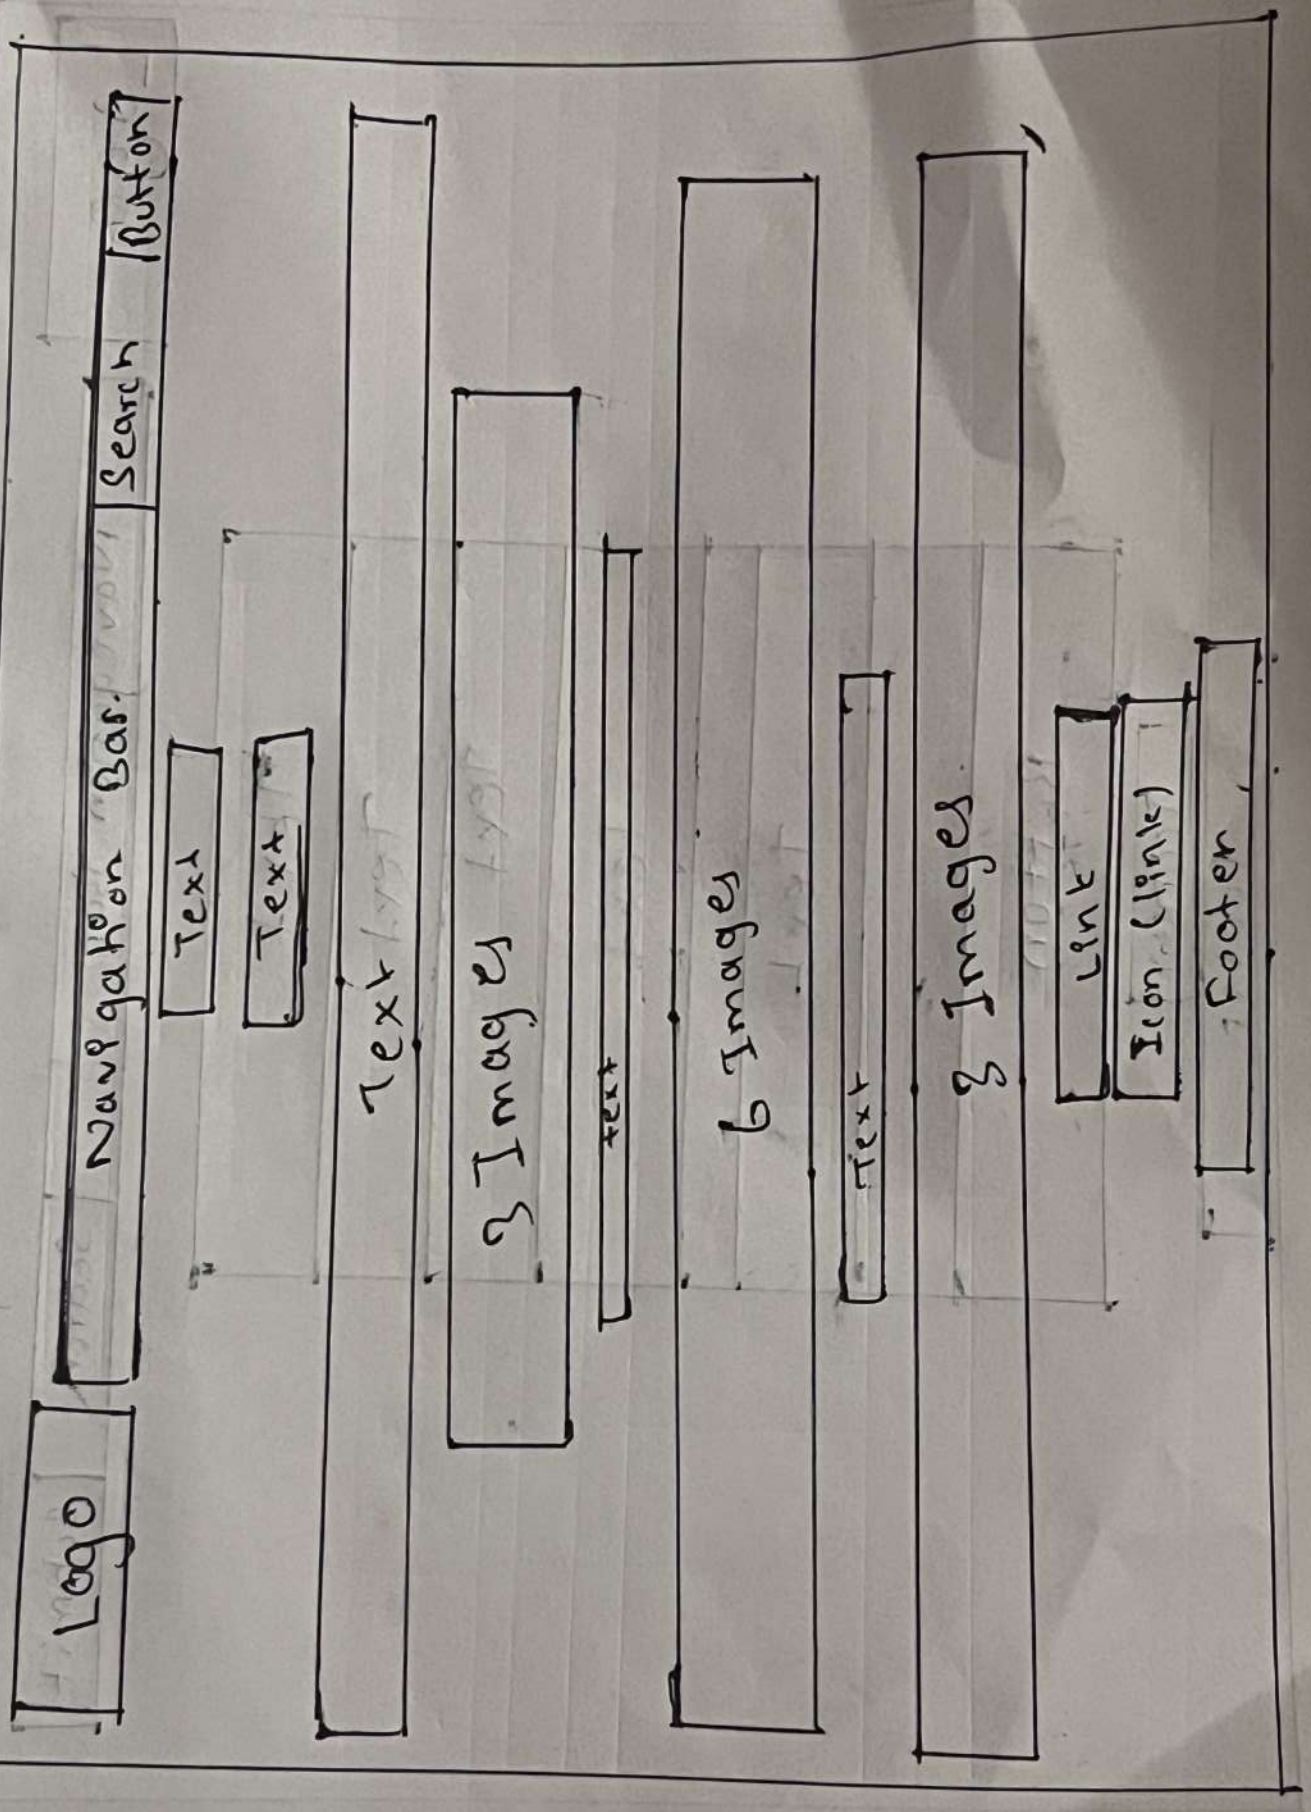 Logo
Navigation Bar.
Search
Button
Text
Text
Text
3 Images
text
6 Images
Text
3 Images
Link
Icon (link)
Footer